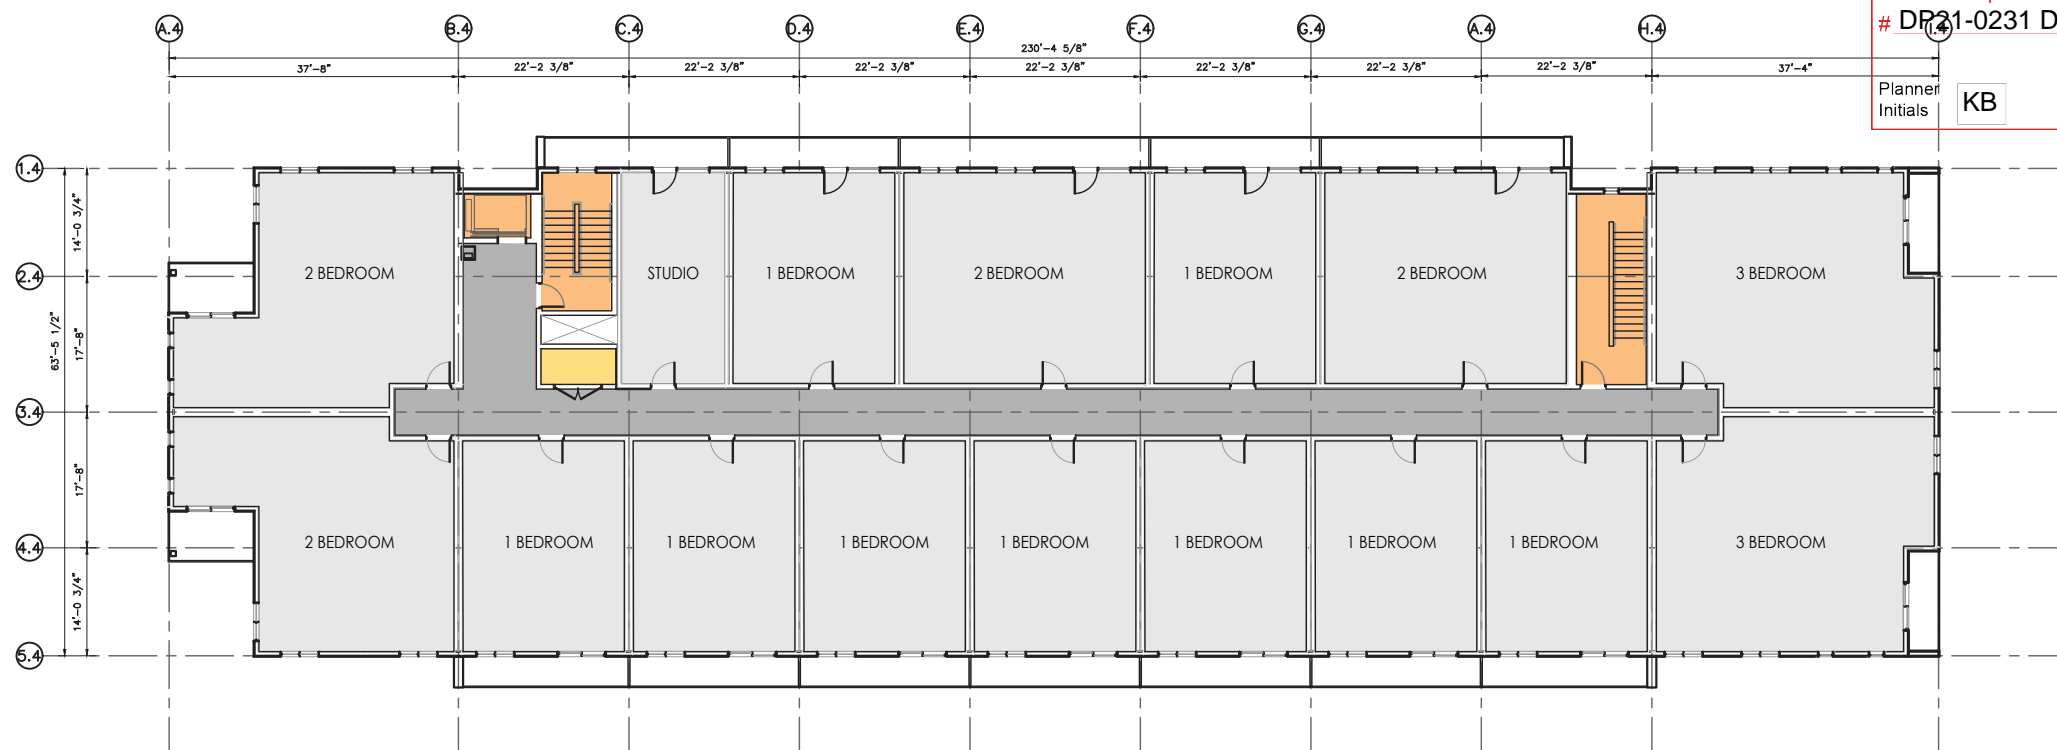 A.4 B.4 C.4 D.4 E.4 F.4 G.4 A.4 H.4 I.4
# DP21-0231 D
230'-4 5/8"
37'-8" 22'-2 3/8" 22'-2 3/8" 22'-2 3/8" 22'-2 3/8" 22'-2 3/8" 22'-2 3/8" 22'-2 3/8" 37'-4"
Planner
Initials
KB
1.4
14'-0 3/4"
2.4
2 BEDROOM STUDIO 1 BEDROOM 2 BEDROOM 1 BEDROOM 2 BEDROOM 3 BEDROOM
63'-5 1/2"
17'-8"
3.4
17'-8"
4.4
2 BEDROOM 1 BEDROOM 1 BEDROOM 1 BEDROOM 1 BEDROOM 1 BEDROOM 1 BEDROOM 1 BEDROOM 3 BEDROOM
14'-0 3/4"
5.4